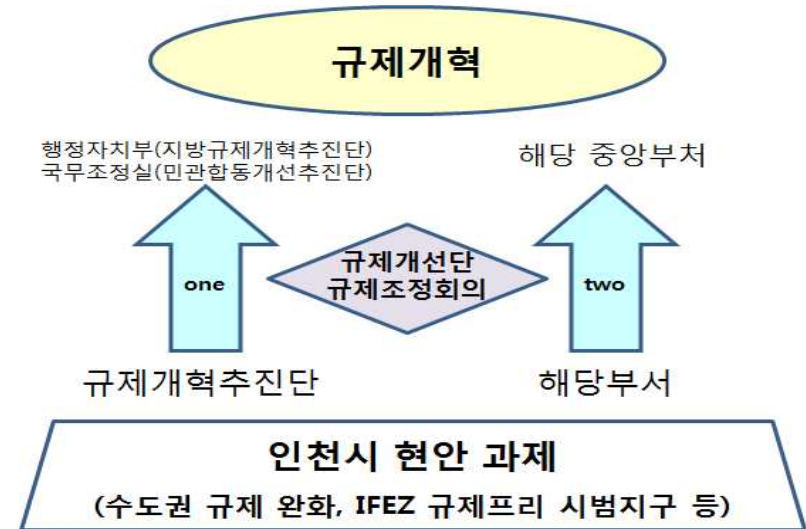 규제개혁
행정자치부(지방규제개혁추진단)
국무조정실(민관합동개선추진단)
해당 중앙부처
규제개선단
규제조정회의
one
two
규제개혁추진단
해당부서
인천시 현안 과제
(수도권 규제 완화, IFEZ 규제프리 시범지구 등)